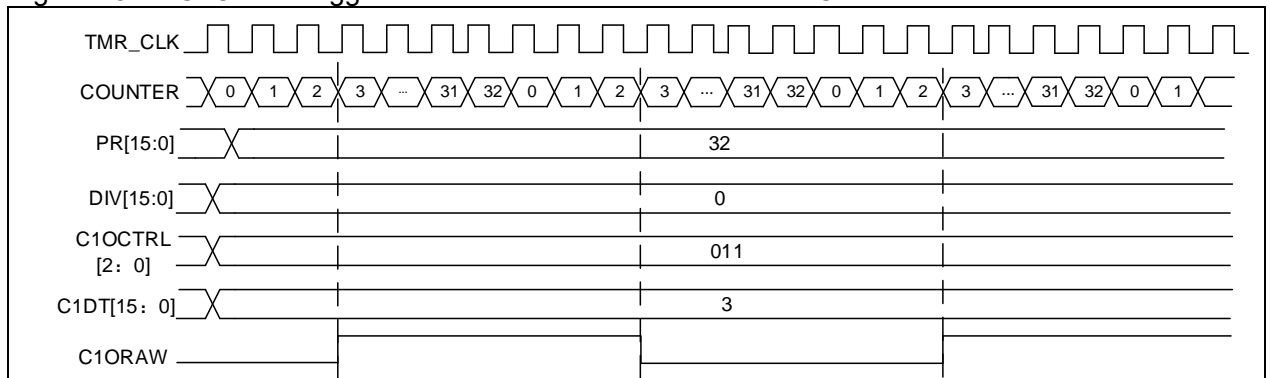 TMR_CLK
COUNTER 0 1 2 3 ... 31 32 0 1 2 3 ... 31 32 0 1 2 3 ... 31 32 0 1
PR[15:0] 32
DIV[15:0] 0
C1OCTRL
[2：0] 011
C1DT[15：0] 3
C1ORAW